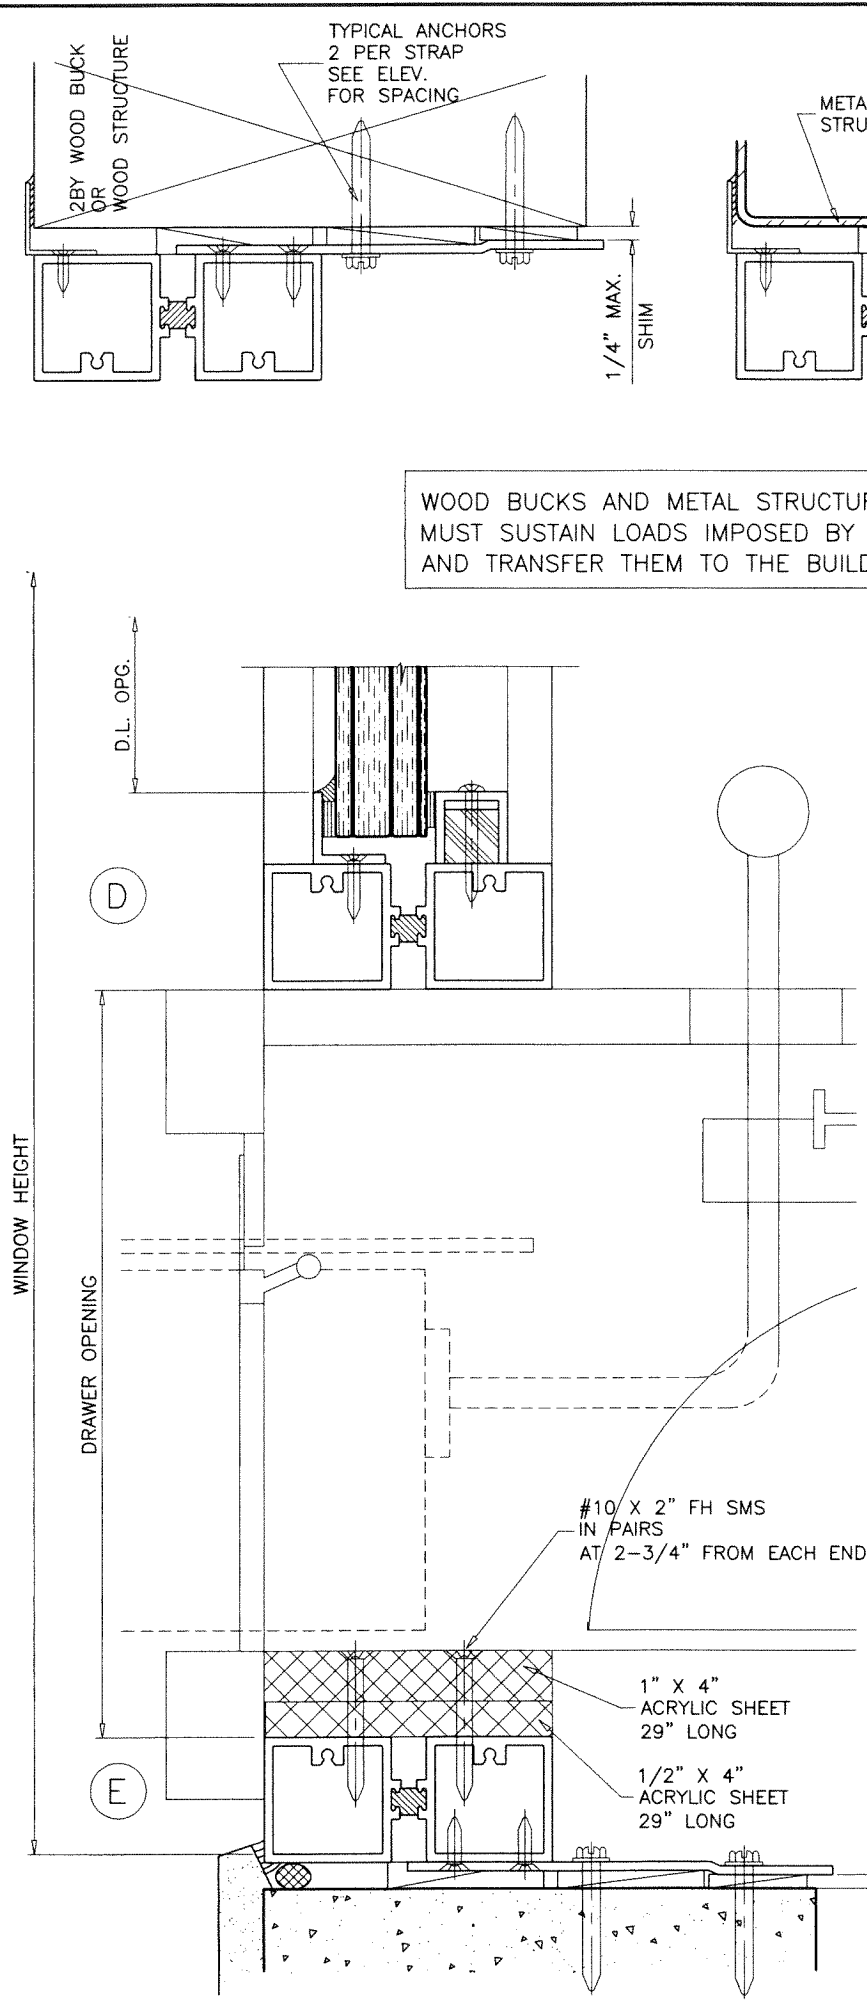 TYPICAL ANCHORS
2 PER STRAP
SEE ELEV.
FOR SPACING
2BY WOOD BUCK
OR
WOOD STRUCTURE
META
STRU
1/4" MAX.
SHIM
WOOD BUCKS AND METAL STRUCTUR
MUST SUSTAIN LOADS IMPOSED BY
AND TRANSFER THEM TO THE BUILD
D.L. OPG.
D
WINDOW HEIGHT
DRAWER OPENING
#10 X 2" FH SMS
IN PAIRS
AT 2-3/4" FROM EACH END
1" X 4"
ACRYLIC SHEET
29" LONG
1/2" X 4"
ACRYLIC SHEET
29" LONG
E